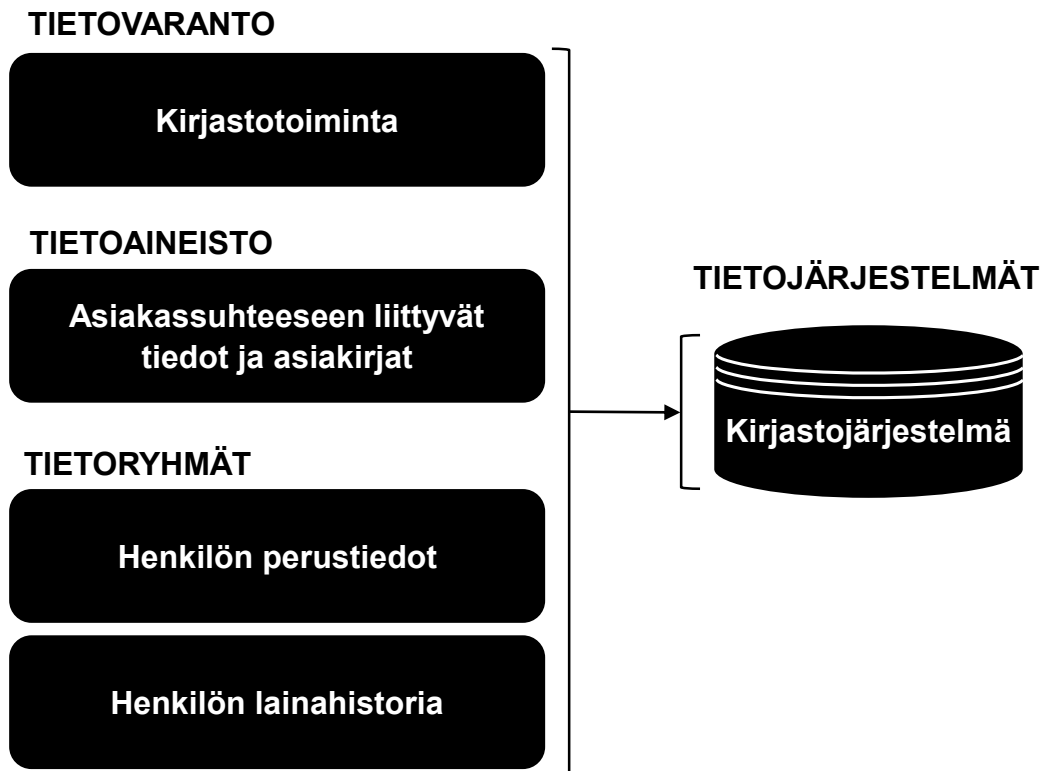 TIETOVARANTO
Kirjastotoiminta
TIETOAINEISTO
Asiakassuhteeseen liittyvät
tiedot ja asiakirjat
TIETORYHMÄT
Henkilön perustiedot
Henkilön lainahistoria
TIETOJÄRJESTELMÄT
Kirjastojärjestelmä